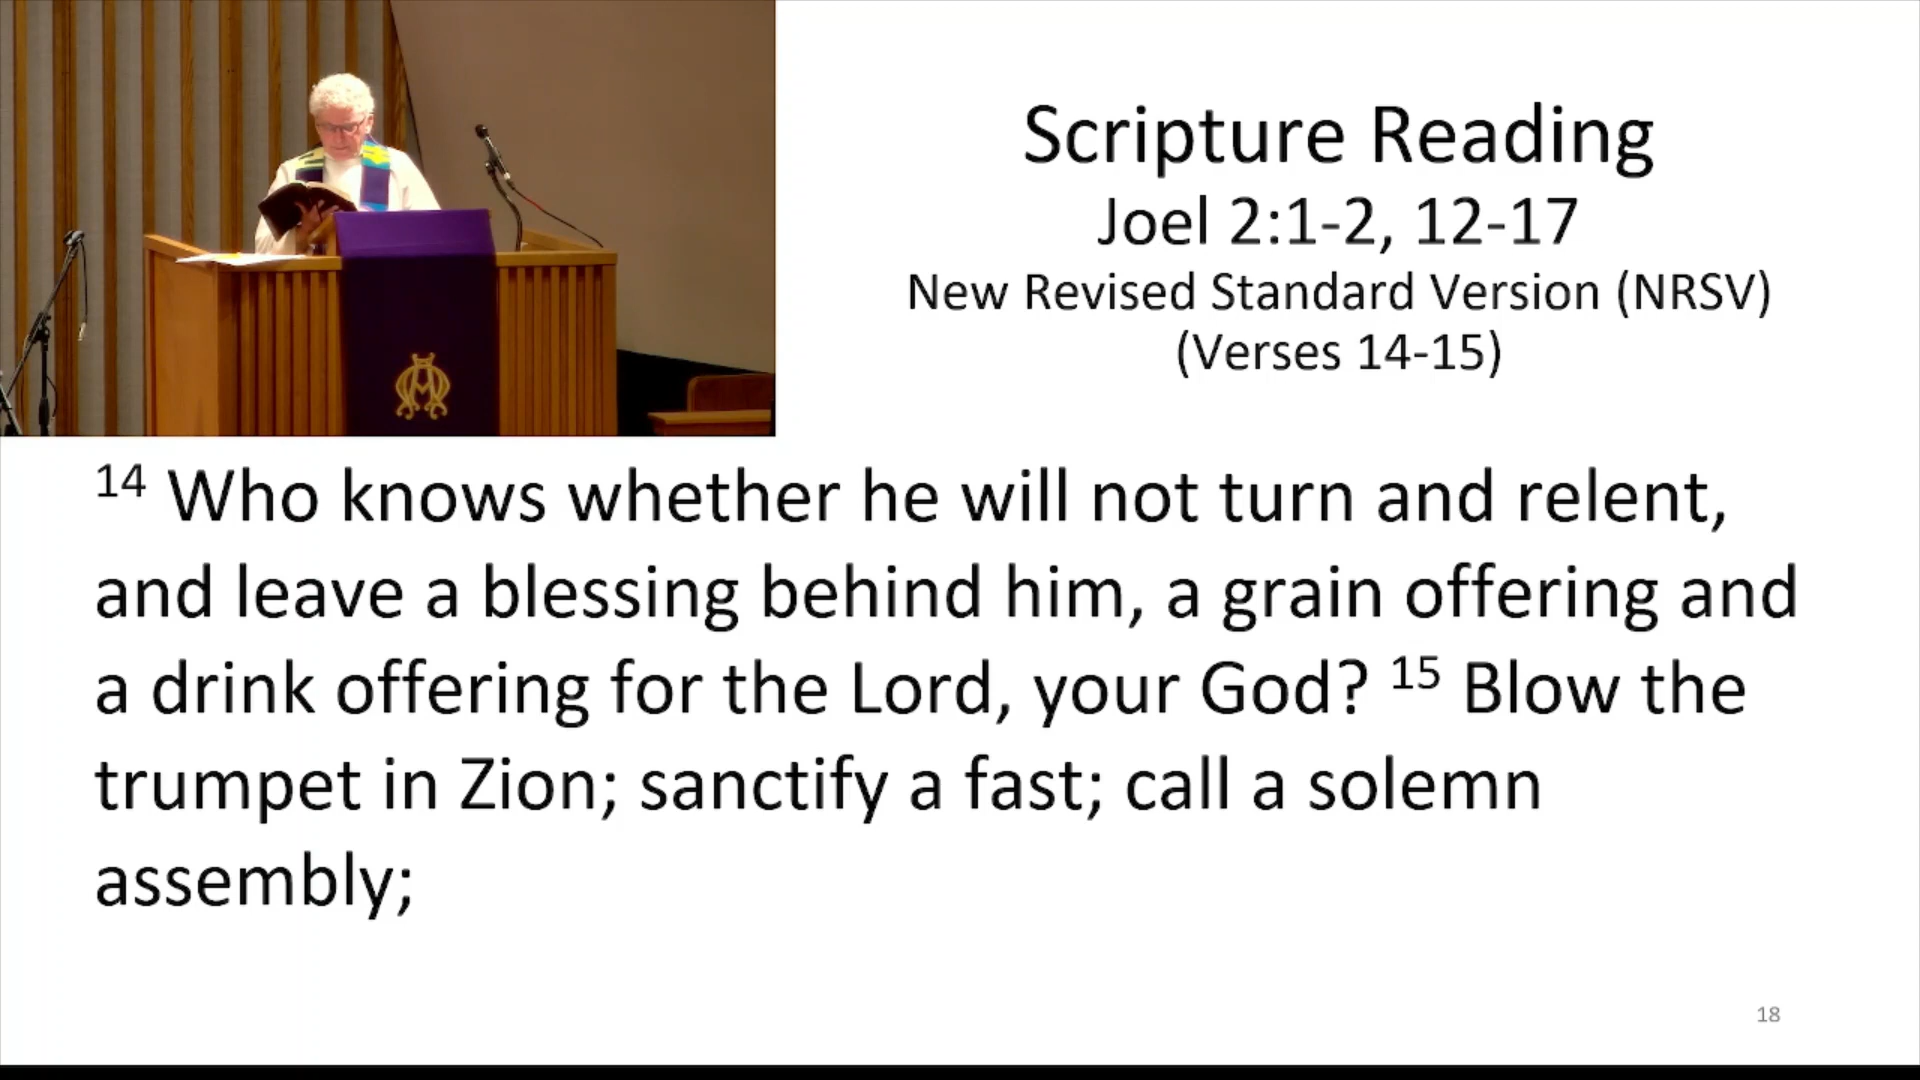 Scripture Reading
Joel 2:1-2, 12-17
New Revised Standard Version (NRSV)
(Verses 14-15)
14 Who knows whether he will not turn and relent,
and leave a blessing behind him, a grain offering and
a drink offering for the Lord, your God? 15 Blow the
trumpet in Zion; sanctify a fast; call a solemn
assembly;
18